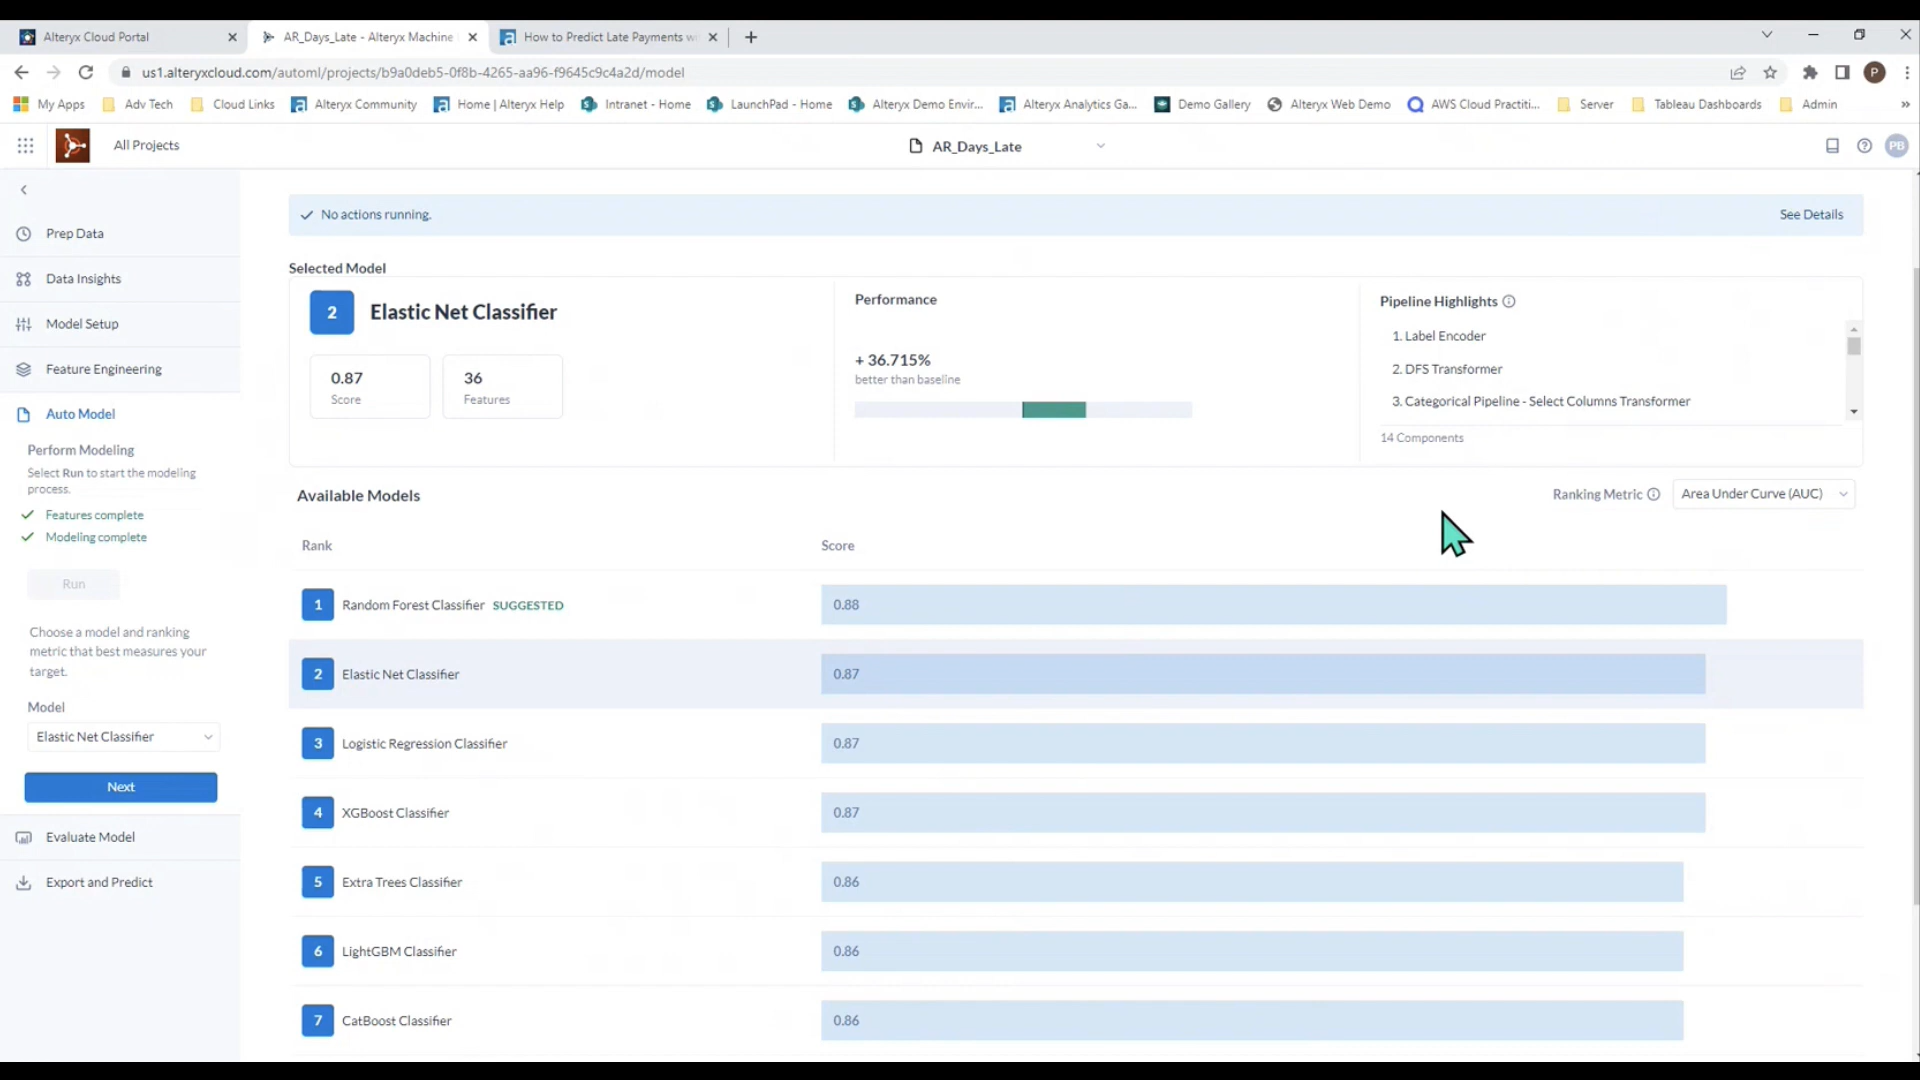 Alteryx Cloud Portal
AR_Days_Late - Alteryx Machine
How to Predict Late Payments w
us1.alteryxcloud.com/automl/projects/b9a0deb5-0f8b-4265-aa96-f9645c9c4a2d/model
P
My Apps
Adv Tech
Cloud Links
Alteryx Community
Home | Alteryx Help
Intranet - Home
LaunchPad - Home
Alteryx Demo Envir...
Alteryx Analytics Ga...
Demo Gallery
Alteryx Web Demo
AWS Cloud Practiti...
Server
Tableau Dashboards
Admin
»
All Projects
AR_Days_Late
PB
Prep Data
Data Insights
Model Setup
Feature Engineering
Auto Model
Perform Modeling
Select Run to start the modeling
process.
Features complete
Modeling complete
Run
Choose a model and ranking
metric that best measures your
target.
Model
Elastic Net Classifier
Next
Evaluate Model
Export and Predict
No actions running.
See Details
Selected Model
2
Elastic Net Classifier
0.87
Score
36
Features
Performance
+ 36.715%
better than baseline
Pipeline Highlights
1. Label Encoder
2. DFS Transformer
3. Categorical Pipeline - Select Columns Transformer
14 Components
Available Models
Ranking Metric
Area Under Curve (AUC)
Rank
Score
1 Random Forest Classifier SUGGESTED 0.88
2 Elastic Net Classifier 0.87
3 Logistic Regression Classifier 0.87
4 XGBoost Classifier 0.87
5 Extra Trees Classifier 0.86
6 LightGBM Classifier 0.86
7 CatBoost Classifier 0.86